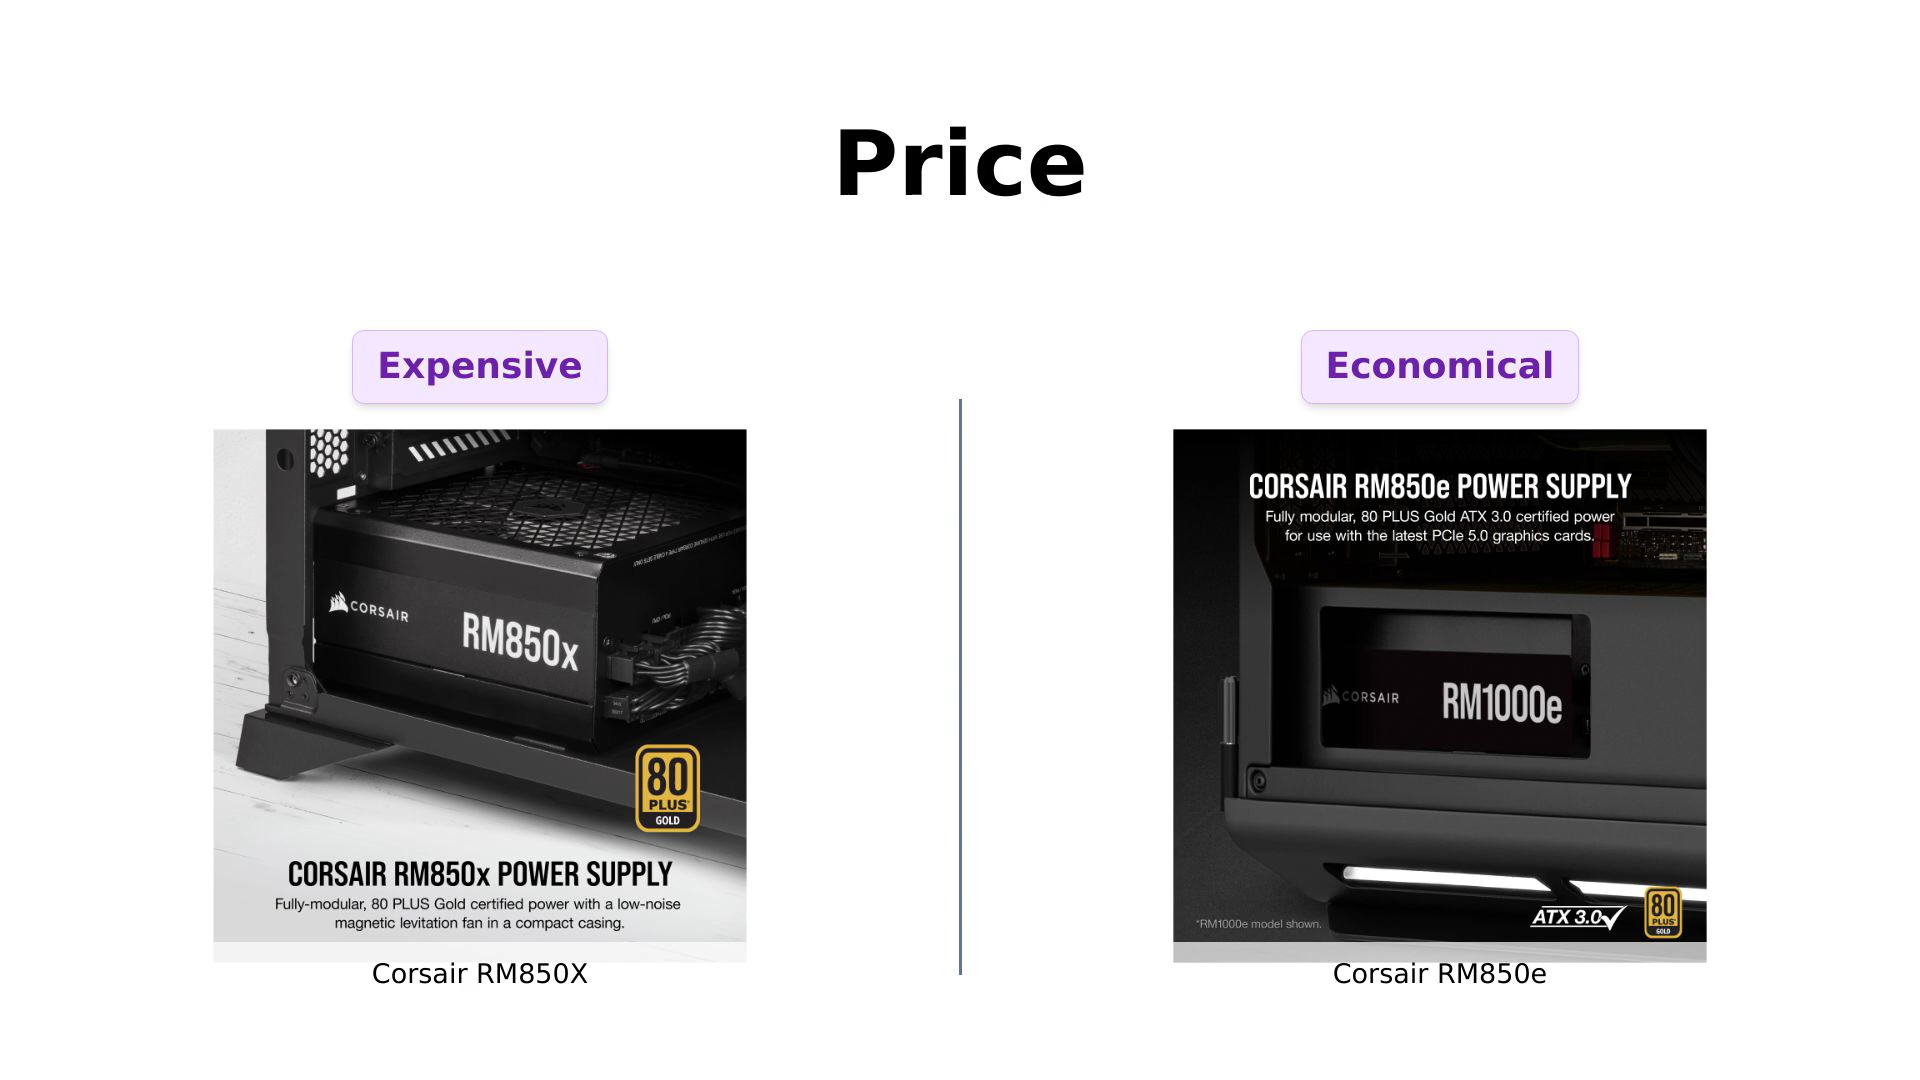 Price
Expensive
Economical
CORSAIR
RM850x
80
PLUS
GOLD
CORSAIR RM850x POWER SUPPLY
Fully-modular, 80 PLUS Gold certified power with a low-noise
magnetic levitation fan in a compact casing.
Corsair RM850X
CORSAIR RM850e POWER SUPPLY
Fully modular, 80 PLUS Gold ATX 3.0 certified power
for use with the latest PCIe 5.0 graphics cards.
CORSAIR
RM1000e
*RM1000e model shown.
ATX 3.0
80
PLUS
GOLD
Corsair RM850e